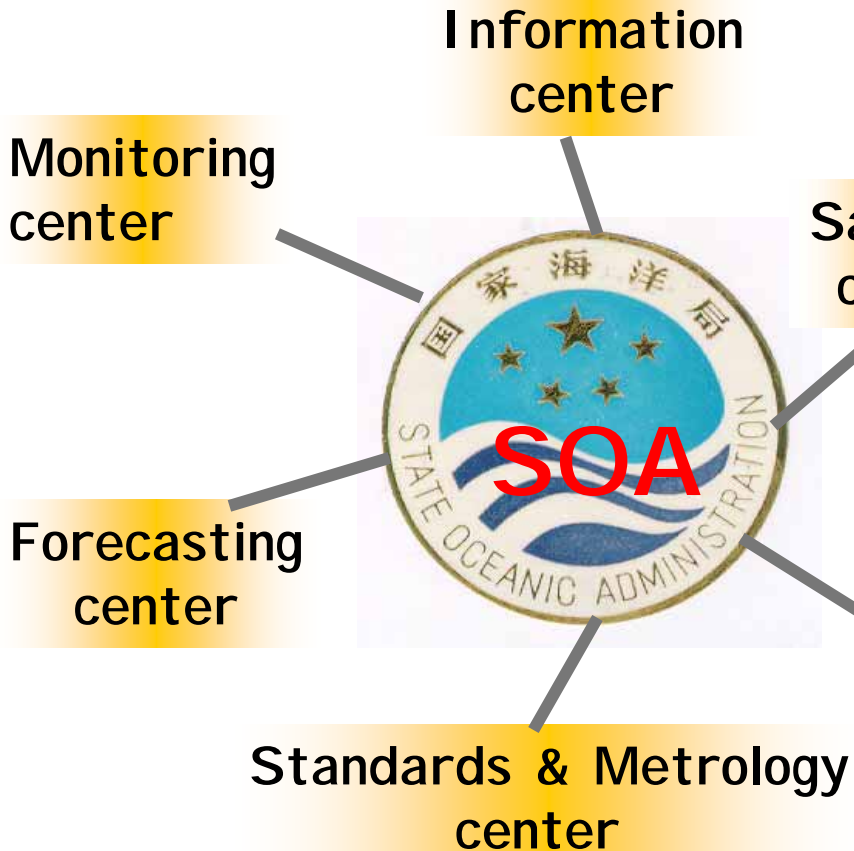 Information
center
Monitoring
center
国家海洋局
SOA
STATE OCEANIC ADMINISTRATION
Forecasting
center
Standards & Metrology
center